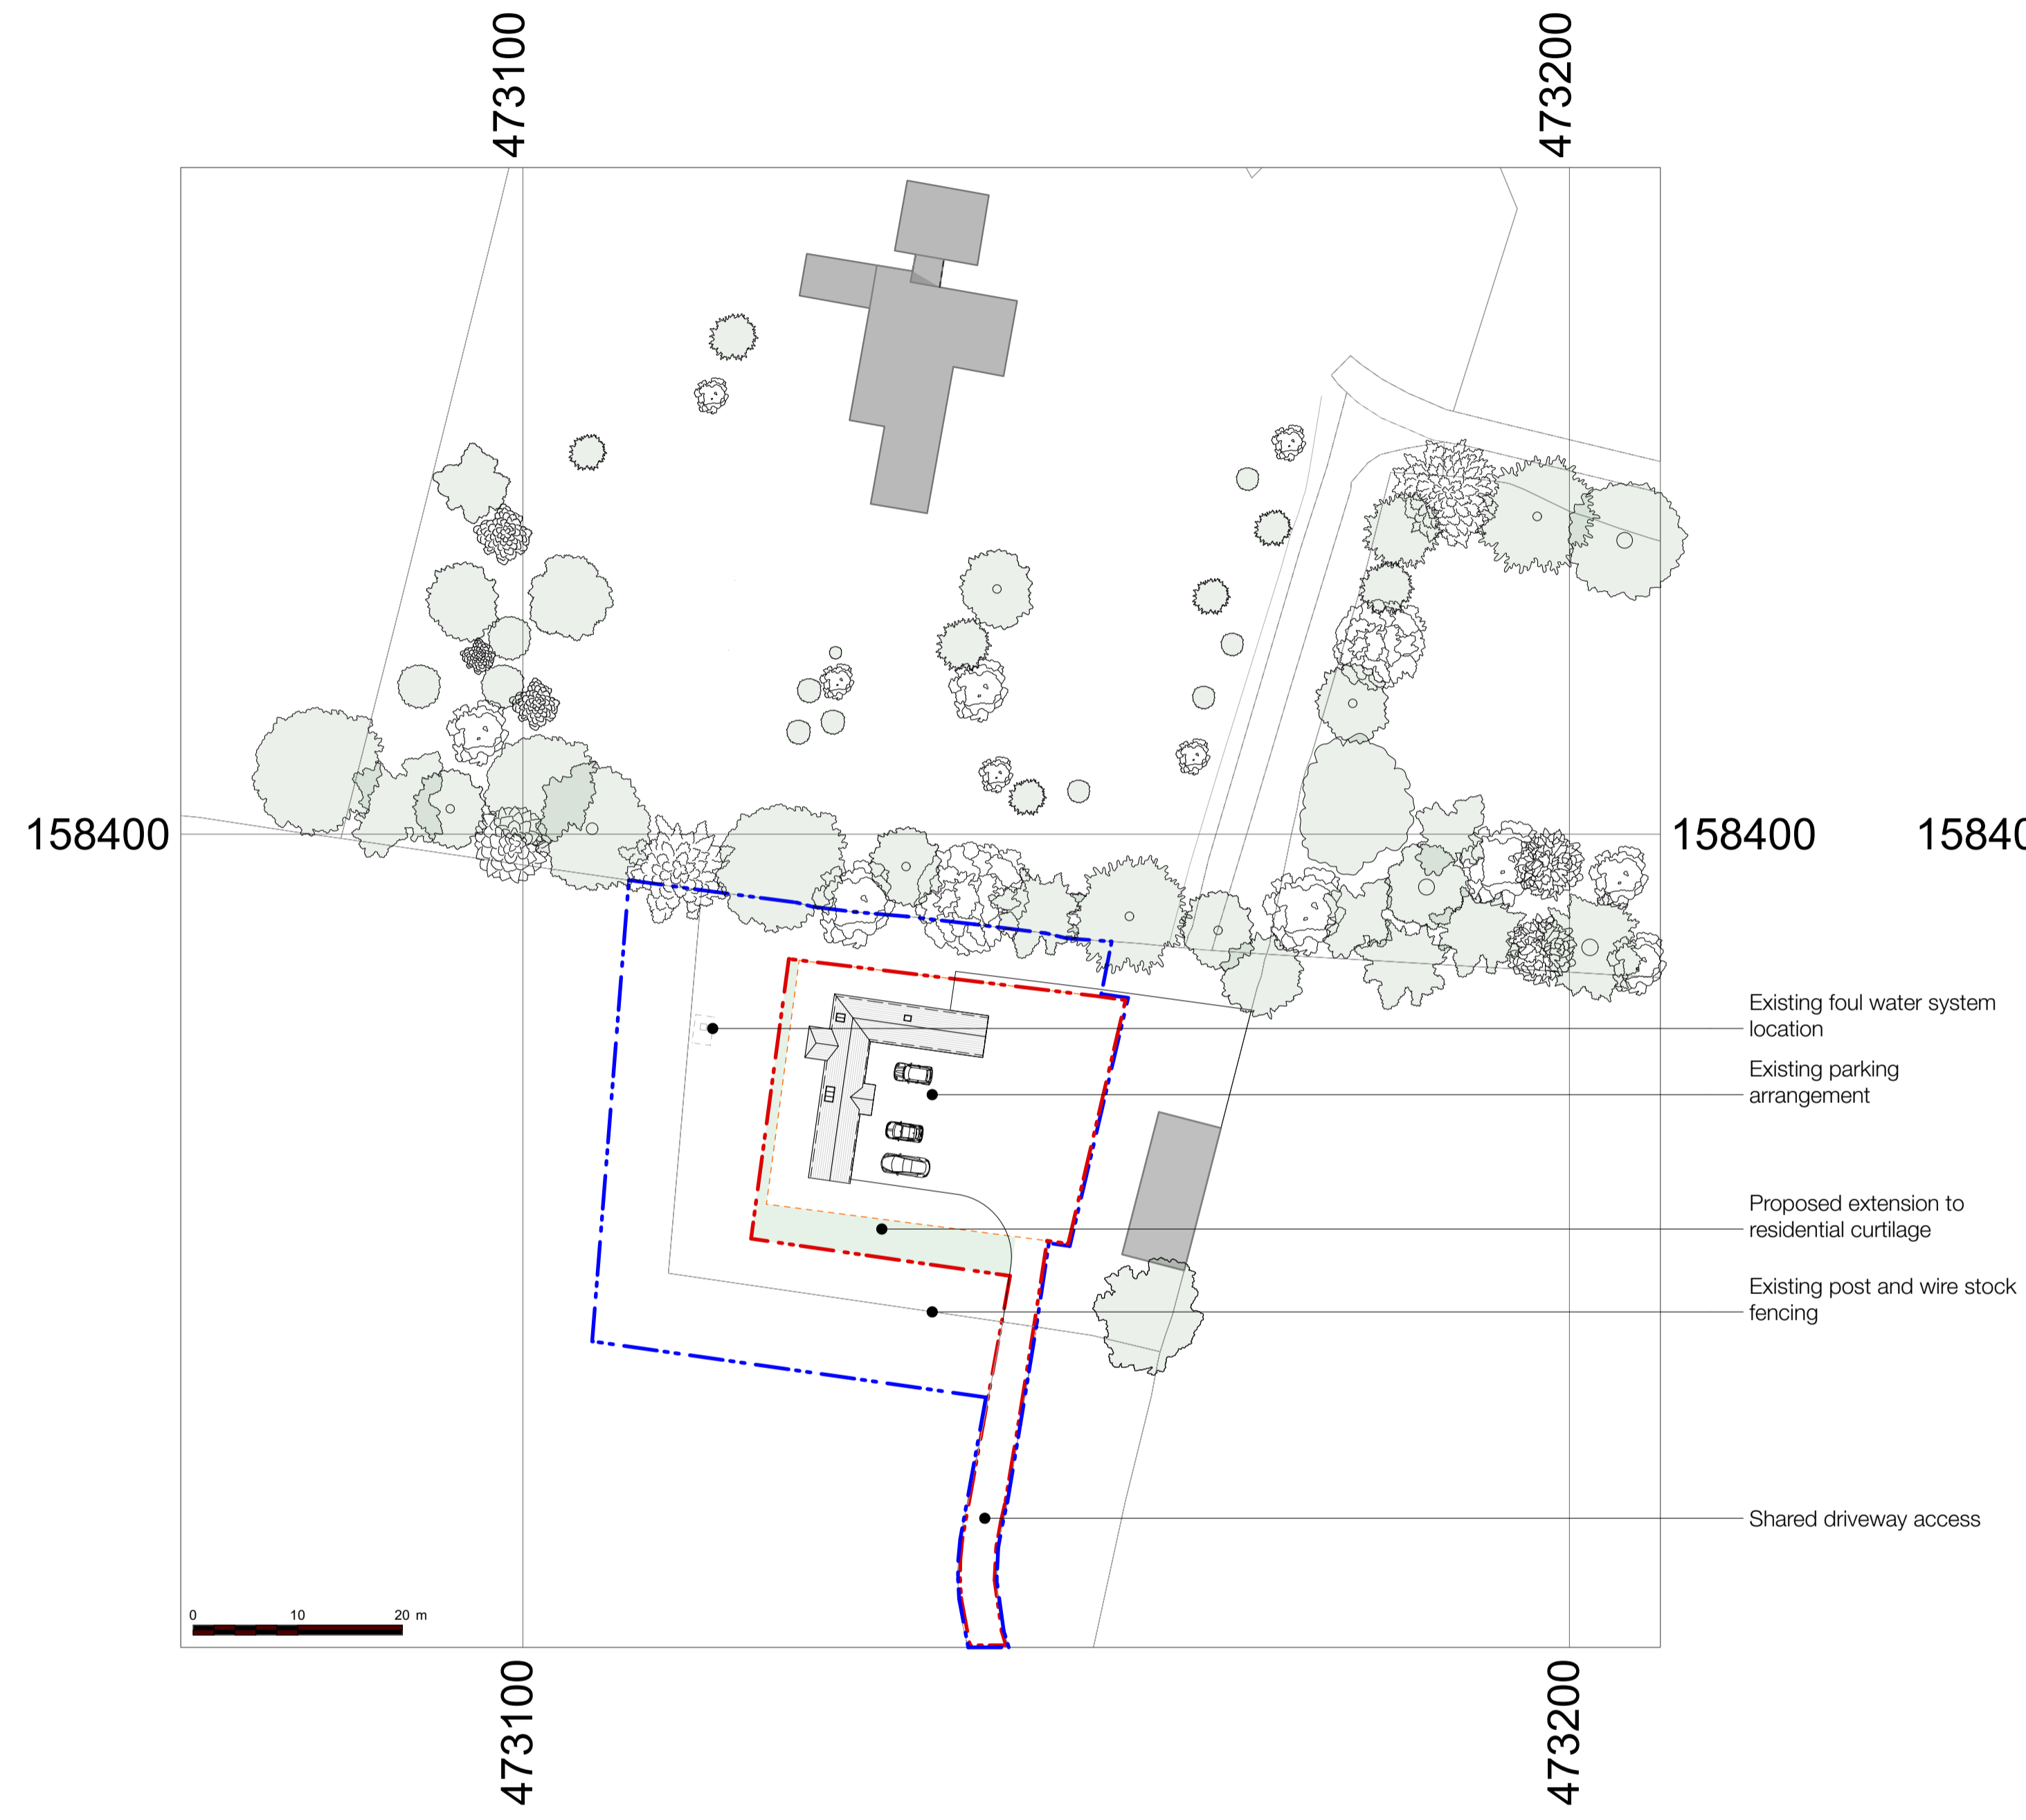 473100
473200
158400
158400
15840
Existing foul water system
location
Existing parking
arrangement
Proposed extension to
residential curtilage
Existing post and wire stock
fencing
Shared driveway access
0 10 20 m
473100
473200